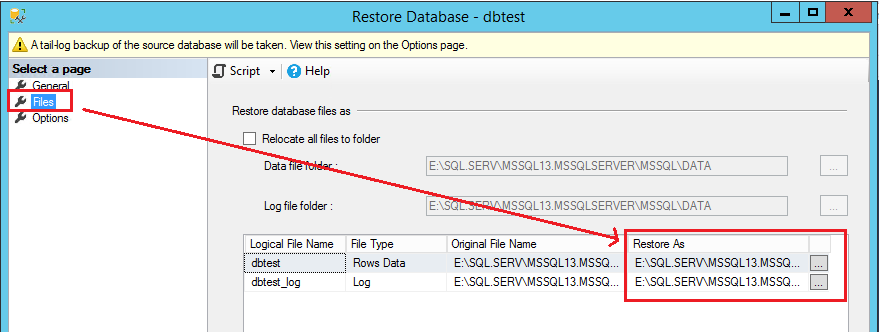 Restore Database - dbtest
A tail-log backup of the source database will be taken. View this setting on the Options page.
Select a page
General
Files
Options
Script
Help
Restore database files as
Relocate all files to folder
Data file folder :
E:\SQL.SERV\MSSQL13.MSSQLSERVER\MSSQL\DATA
...
Log file folder :
E:\SQL.SERV\MSSQL13.MSSQLSERVER\MSSQL\DATA
...
Logical File Name File Type Original File Name Restore As
dbtest Rows Data E:\SQL.SERV\MSSQL13.MSSQ... E:\SQL.SERV\MSSQL13.MSSQ... ...
dbtest_log Log E:\SQL.SERV\MSSQL13.MSSQ... E:\SQL.SERV\MSSQL13.MSSQ... ...